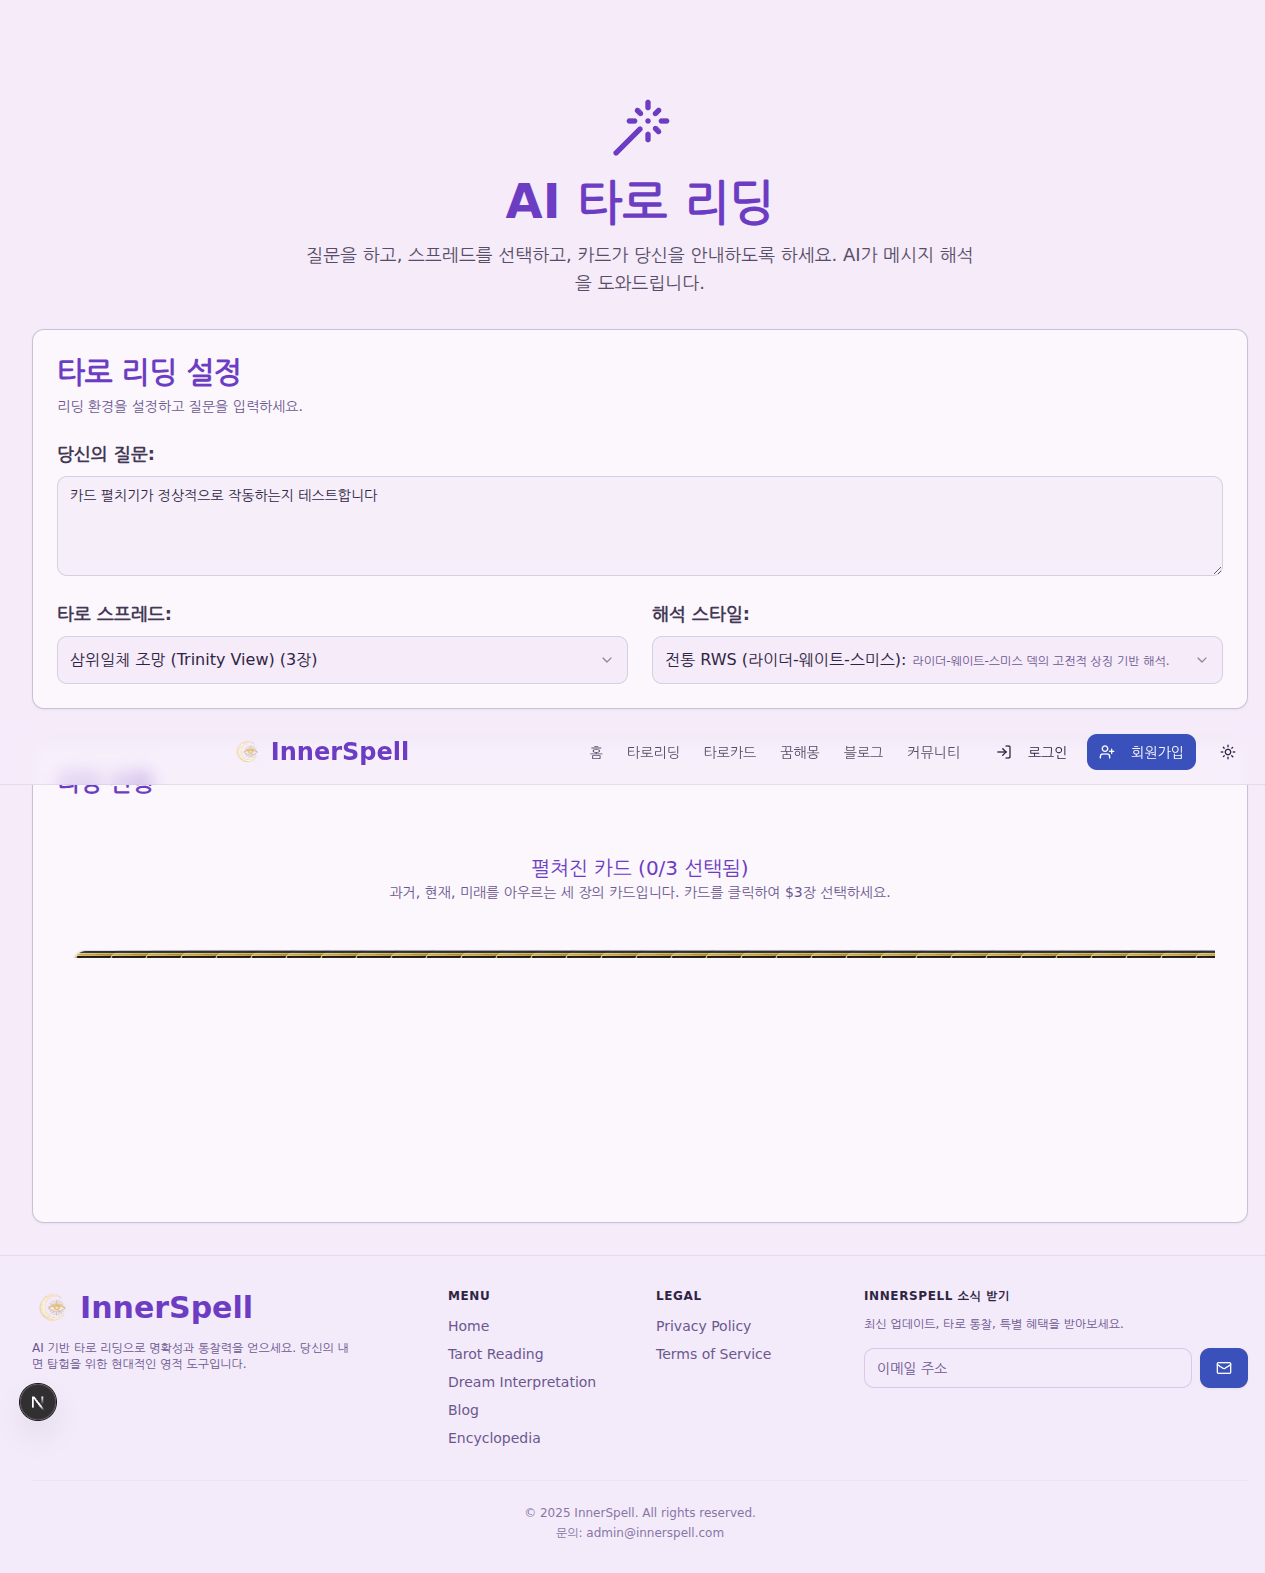 AI 타로 리딩
질문을 하고, 스프레드를 선택하고, 카드가 당신을 안내하도록 하세요. AI가 메시지 해석
을 도와드립니다.
타로 리딩 설정
리딩 환경을 설정하고 질문을 입력하세요.
당신의 질문:
카드 펼치기가 정상적으로 작동하는지 테스트합니다
타로 스프레드:
해석 스타일:
삼위일체 조망 (Trinity View) (3장)
전통 RWS (라이더-웨이트-스미스): 라이더-웨이트-스미스 덱의 고전적 상징 기반 해석.
InnerSpell
홈 타로리딩 타로카드 꿈해몽 블로그 커뮤니티 로그인 회원가입
펼쳐진 카드 (0/3 선택됨)
과거, 현재, 미래를 아우르는 세 장의 카드입니다. 카드를 클릭하여 $3장 선택하세요.
InnerSpell
AI 기반 타로 리딩으로 명확성과 통찰력을 얻으세요. 당신의 내
면 탐험을 위한 현대적인 영적 도구입니다.
N
MENU
Home
Tarot Reading
Dream Interpretation
Blog
Encyclopedia
LEGAL
Privacy Policy
Terms of Service
INNERSPELL 소식 받기
최신 업데이트, 타로 통찰, 특별 혜택을 받아보세요.
이메일 주소
© 2025 InnerSpell. All rights reserved.
문의: admin@innerspell.com